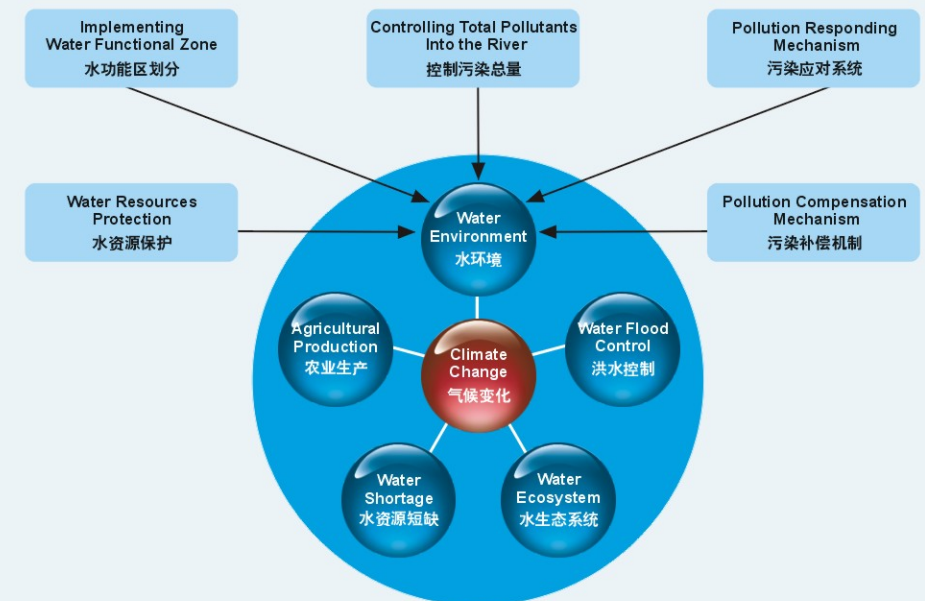 Implementing
Water Functional Zone
水功能区划分
Controlling Total Pollutants
Into the River
控制污染总量
Pollution Responding
Mechanism
污染应对系统
Water Resources
Protection
水资源保护
Water
Environment
水环境
Pollution Compensation
Mechanism
污染补偿机制
Agricultural
Production
农业生产
Climate
Change
气候变化
Water Flood
Control
洪水控制
Water
Shortage
水资源短缺
Water
Ecosystem
水生态系统